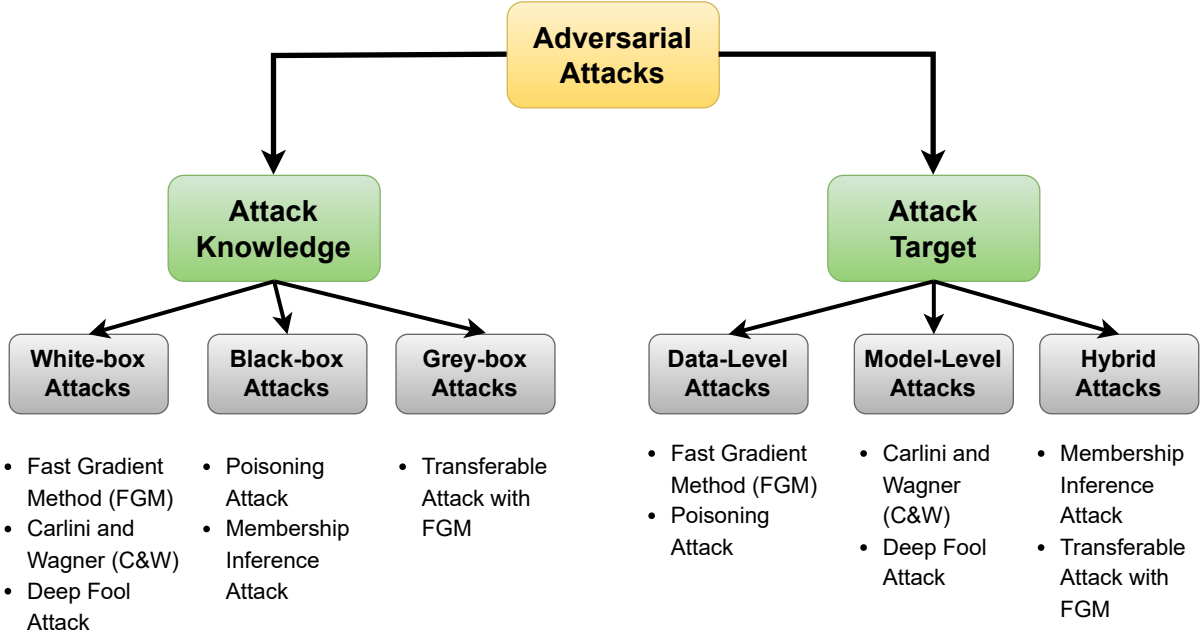 Adversarial
Attacks
Attack
Knowledge
Attack
Target
White-box
Attacks
Black-box
Attacks
Grey-box
Attacks
Data-Level
Attacks
Model-Level
Attacks
Hybrid
Attacks
• Fast Gradient
Method (FGM)
• Carlini and
Wagner (C&W)
• Deep Fool
Attack
• Poisoning
Attack
• Membership
Inference
Attack
• Transferable
Attack with
FGM
• Fast Gradient
Method (FGM)
• Poisoning
Attack
• Carlini and
Wagner
(C&W)
• Deep Fool
Attack
• Membership
Inference
Attack
• Transferable
Attack with
FGM